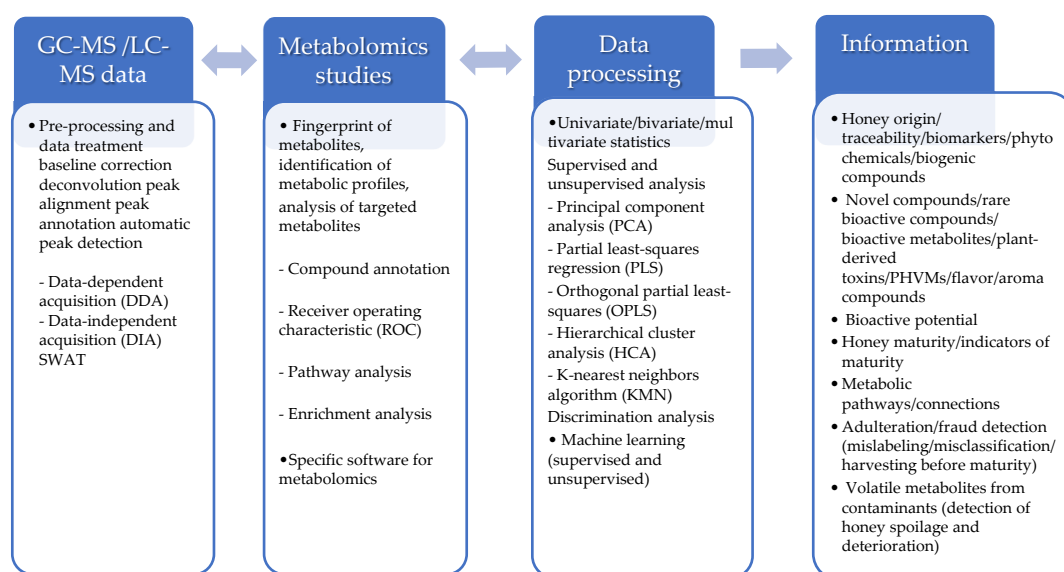 GC-MS /LC-
MS data
• Pre-processing and
data treatment
baseline correction
deconvolution peak
alignment peak
annotation automatic
peak detection
- Data-dependent
acquisition (DDA)
- Data-independent
acquisition (DIA)
SWAT
Metabolomics
studies
• Fingerprint of
metabolites,
identification of
metabolic profiles,
analysis of targeted
metabolites
- Compound annotation
- Receiver operating
characteristic (ROC)
- Pathway analysis
- Enrichment analysis
•Specific software for
metabolomics
Data
processing
•Univariate/bivariate/mul
tivariate statistics
Supervised and
unsupervised analysis
- Principal component
analysis (PCA)
- Partial least-squares
regression (PLS)
- Orthogonal partial least-
squares (OPLS)
- Hierarchical cluster
analysis (HCA)
- K-nearest neighbors
algorithm (KMN)
Discrimination analysis
• Machine learning
(supervised and
unsupervised)
Information
• Honey origin/
traceability/biomarkers/phyto
chemicals/biogenic
compounds
• Novel compounds/rare
bioactive compounds/
bioactive metabolites/plant-
derived
toxins/PHVMs/flavor/aroma
compounds
• Bioactive potential
• Honey maturity/indicators of
maturity
• Metabolic
pathways/connections
• Adulteration/fraud detection
(mislabeling/misclassification/
harvesting before maturity)
• Volatile metabolites from
contaminants (detection of
honey spoilage and
deterioration)